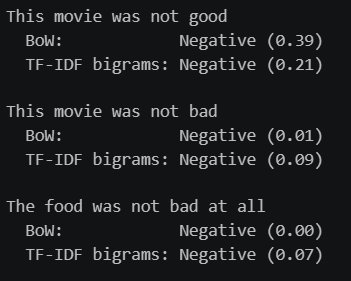 This movie was not good
BoW: Negative (0.39)
TF-IDF bigrams: Negative (0.21)
This movie was not bad
BoW: Negative (0.01)
TF-IDF bigrams: Negative (0.09)
The food was not bad at all
BoW: Negative (0.00)
TF-IDF bigrams: Negative (0.07)